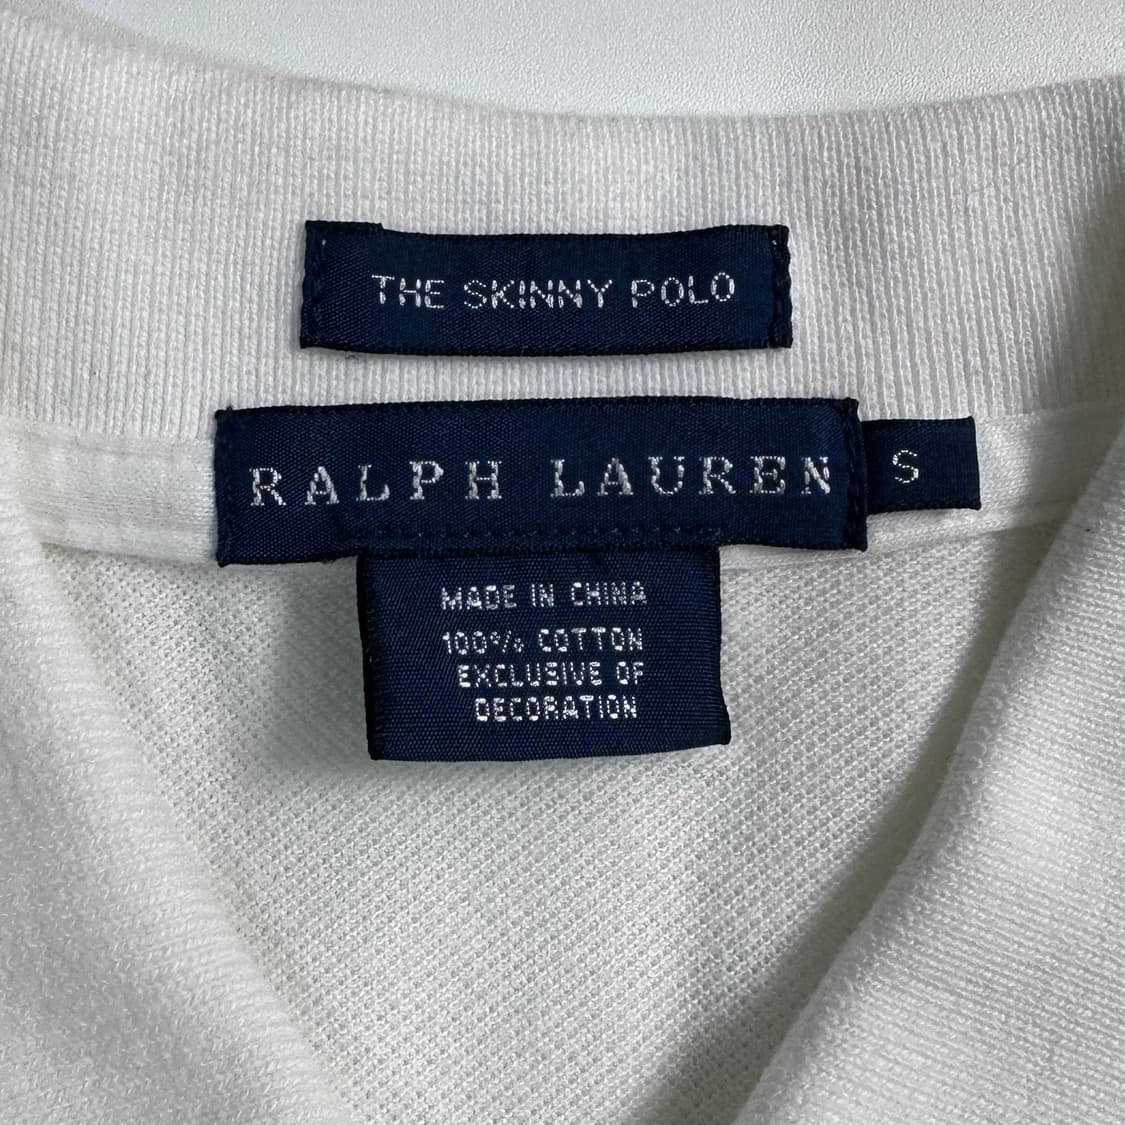 THE SKINNY POLO
RALPH LAUREN
S
MADE IN CHINA
100% COTTON
EXCLUSIVE OF
DECORATION